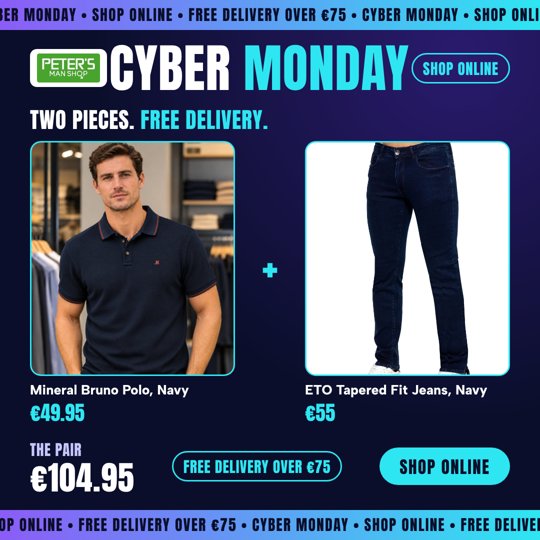 BER MONDAY • SHOP ONLINE • FREE DELIVERY OVER €75 • CYBER MONDAY • SHOP ONLI
PETER'S
MAN SHOP
CYBER MONDAY
SHOP ONLINE
TWO PIECES. FREE DELIVERY.
+
Mineral Bruno Polo, Navy
€49.95
ETO Tapered Fit Jeans, Navy
€55
THE PAIR
€104.95
FREE DELIVERY OVER €75
SHOP ONLINE
OP ONLINE • FREE DELIVERY OVER €75 • CYBER MONDAY • SHOP ONLINE • FREE DELIVER